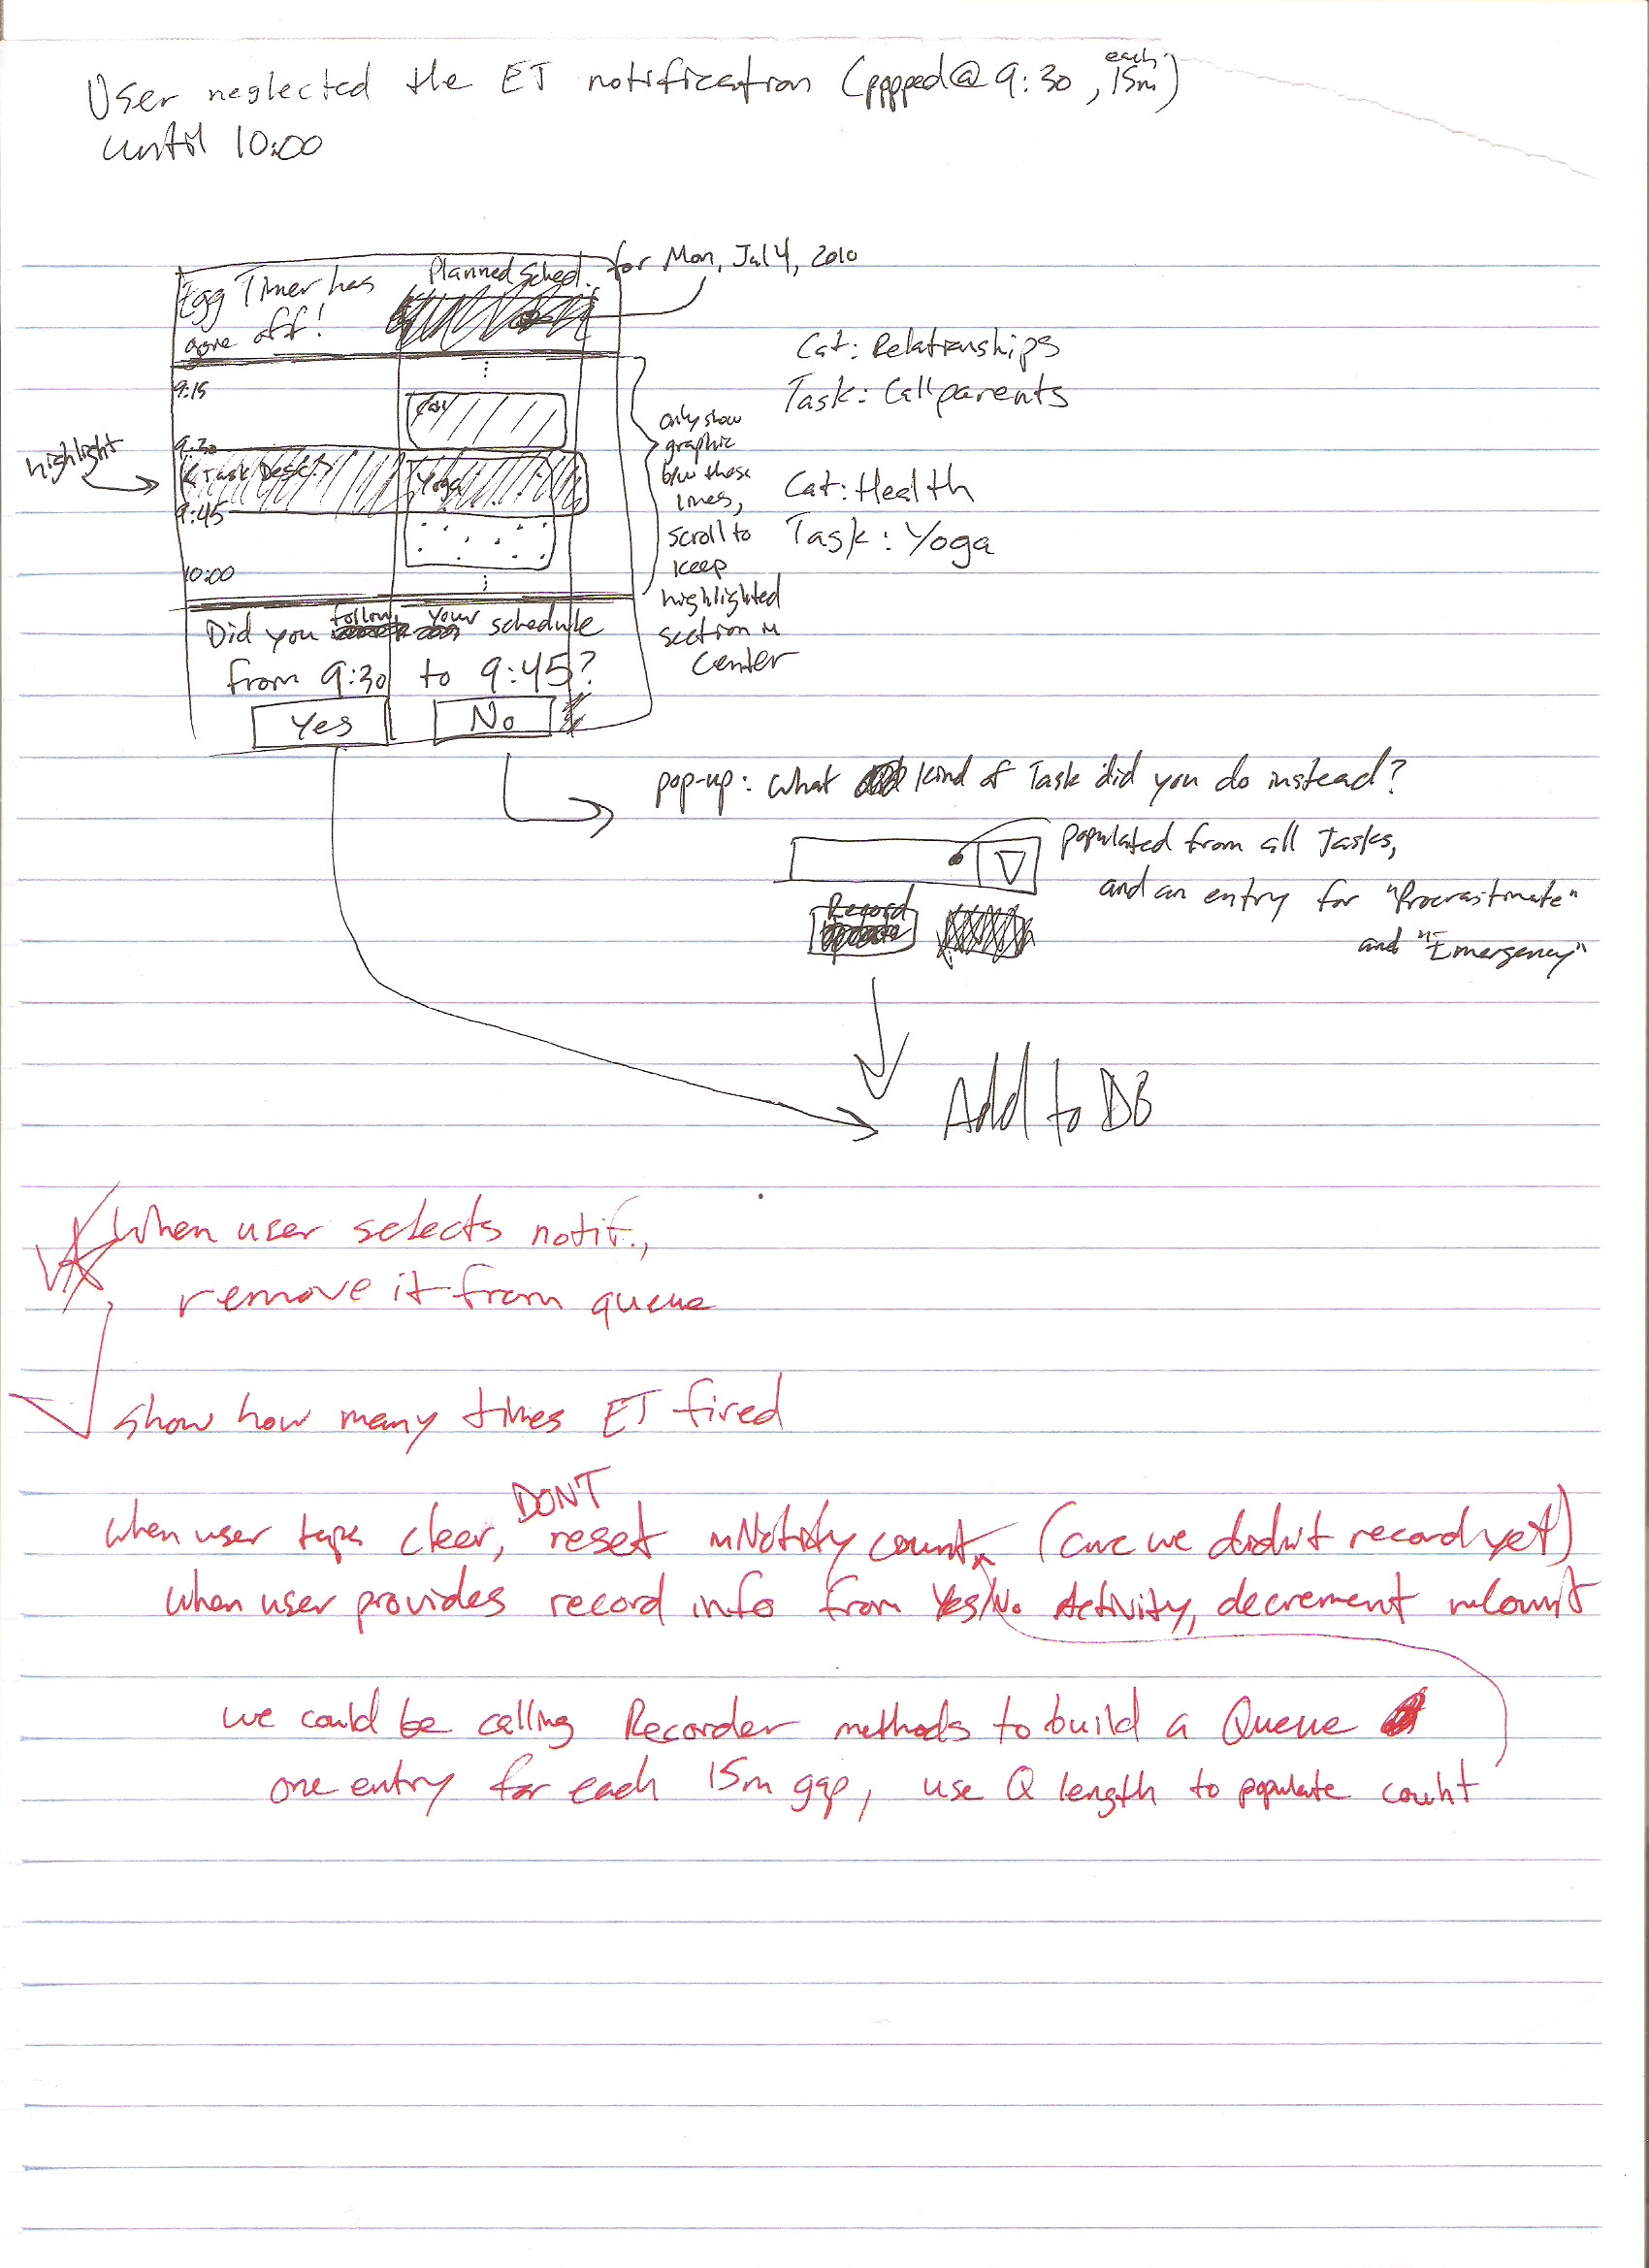 User neglected the ET notification (popped@ 9:30, each 15m)
until 10:00
Egg Timer has
gone off!
Planned Sched. for Mon, Jul 4, 2010
Cat: Relationships
Task: Call parents
9:15
Call
9:30
highlight
< Task Desc >
Yoga
9:45
10:00
Only show
graphic
b/w these
lines,
scroll to
keep
highlighted
section in
center
Cat: Health
Task: Yoga
Did you follow your schedule
from 9:30 to 9:45?
Yes
No
pop-up: What kind of Task did you do instead?
populated from all Tasks,
and an entry for "Procrastinate"
and "Emergency"
Record
Add to DB
When user selects notif.,
remove it from queue
show how many times ET fired
when user taps clear, DONT reset mNotify count (cuz we didn't record yet)
when user provides record info from Yes/No Activity, decrement mCount
we could be calling Recorder methods to build a Queue
one entry for each 15m gap, use Q length to populate count